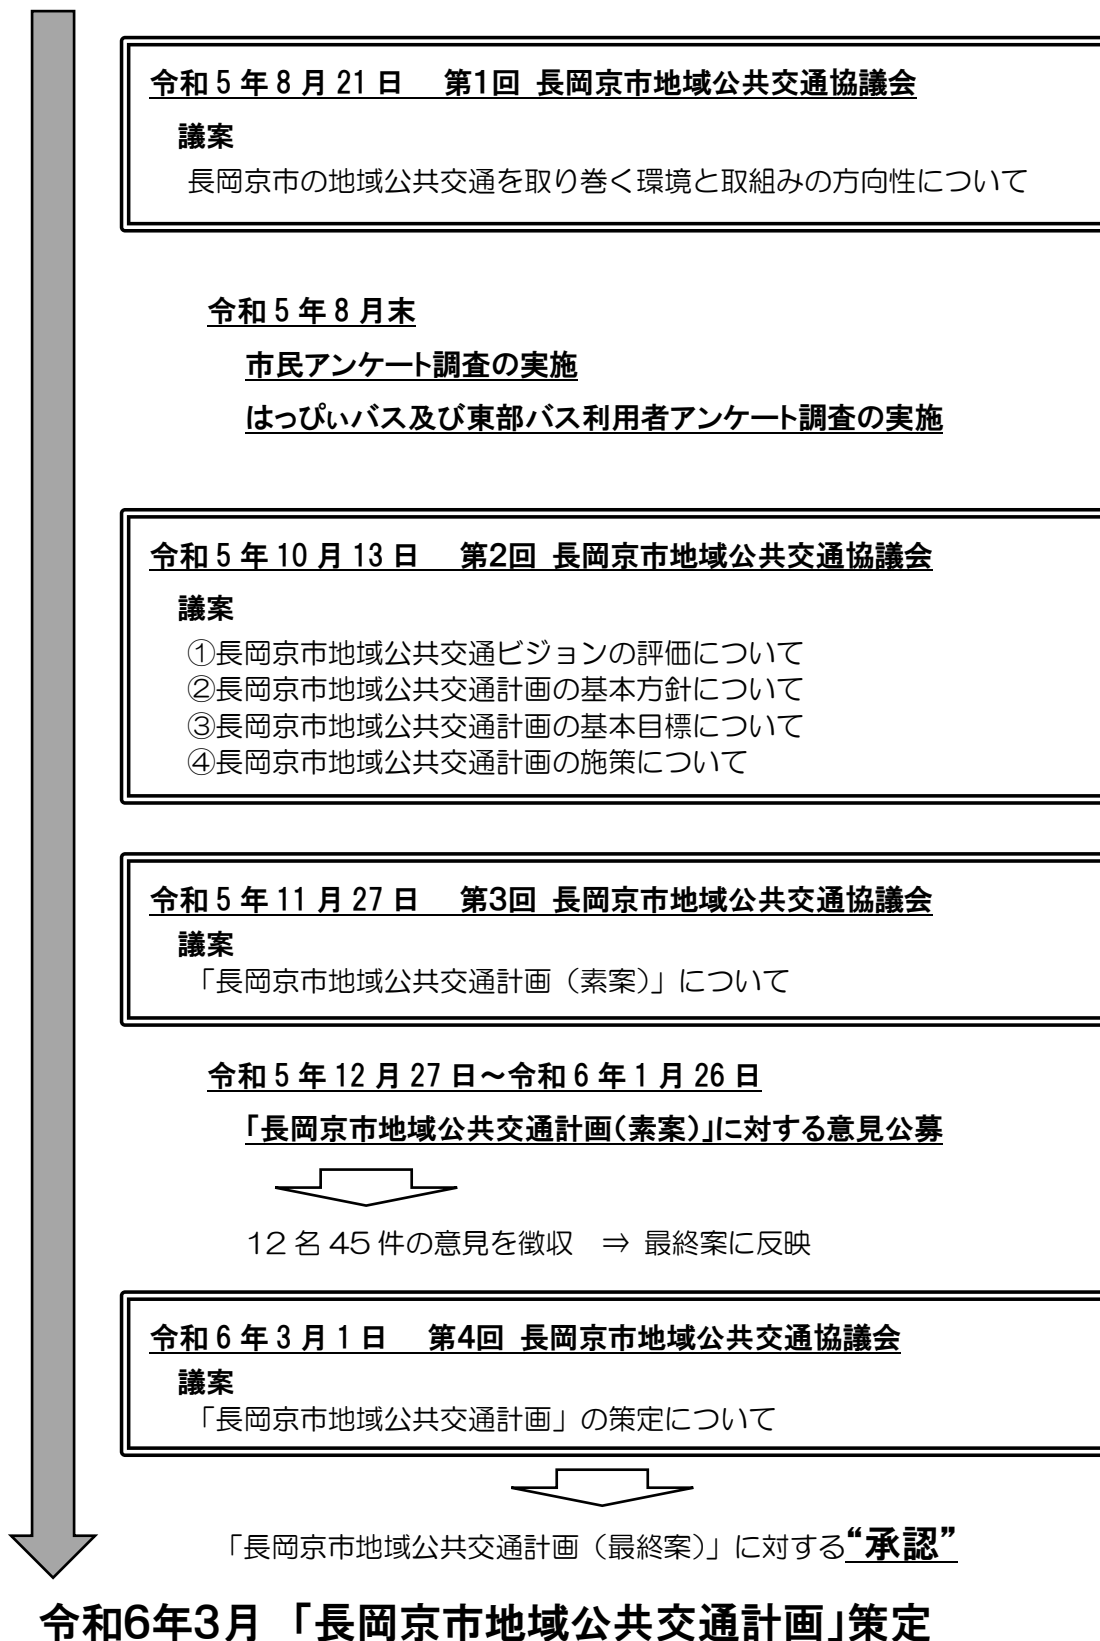 令和5年8月21日　第1回 長岡京市地域公共交通協議会
議案
長岡京市の地域公共交通を取り巻く環境と取組みの方向性について
令和5年8月末
市民アンケート調査の実施
はっぴぃバス及び東部バス利用者アンケート調査の実施
令和5年10月13日　第2回 長岡京市地域公共交通協議会
議案
①長岡京市地域公共交通ビジョンの評価について
②長岡京市地域公共交通計画の基本方針について
③長岡京市地域公共交通計画の基本目標について
④長岡京市地域公共交通計画の施策について
令和5年11月27日　第3回 長岡京市地域公共交通協議会
議案
「長岡京市地域公共交通計画（素案）」について
令和5年12月27日～令和6年1月26日
「長岡京市地域公共交通計画（素案）」に対する意見公募
12名45件の意見を徴収　⇒ 最終案に反映
令和6年3月1日　第4回 長岡京市地域公共交通協議会
議案
「長岡京市地域公共交通計画」の策定について
「長岡京市地域公共交通計画（最終案）」に対する“承認”
令和6年3月 「長岡京市地域公共交通計画」策定